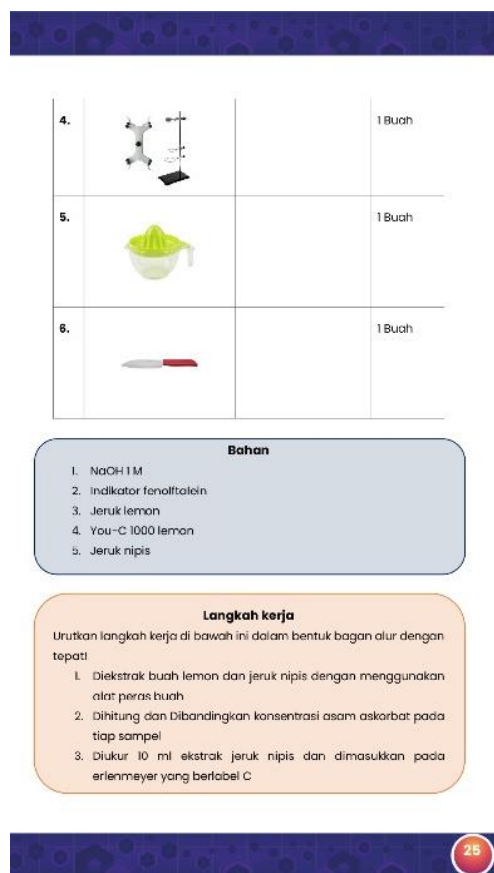 4. 1 Buah
5. 1 Buah
6. 1 Buah
Bahan
1. NaOH 1 M
2. Indikator fenolftalein
3. Jeruk lemon
4. You-C 1000 lemon
5. Jeruk nipis
Langkah kerja
Urutkan langkah kerja di bawah ini dalam bentuk bagan alur dengan
tepat!
1. Diekstrak buah lemon dan jeruk nipis dengan menggunakan
alat peras buah
2. Dihitung dan Dibandingkan konsentrasi asam askorbat pada
tiap sampel
3. Diukur 10 ml ekstrak jeruk nipis dan dimasukkan pada
erlenmeyer yang berlabel C
25